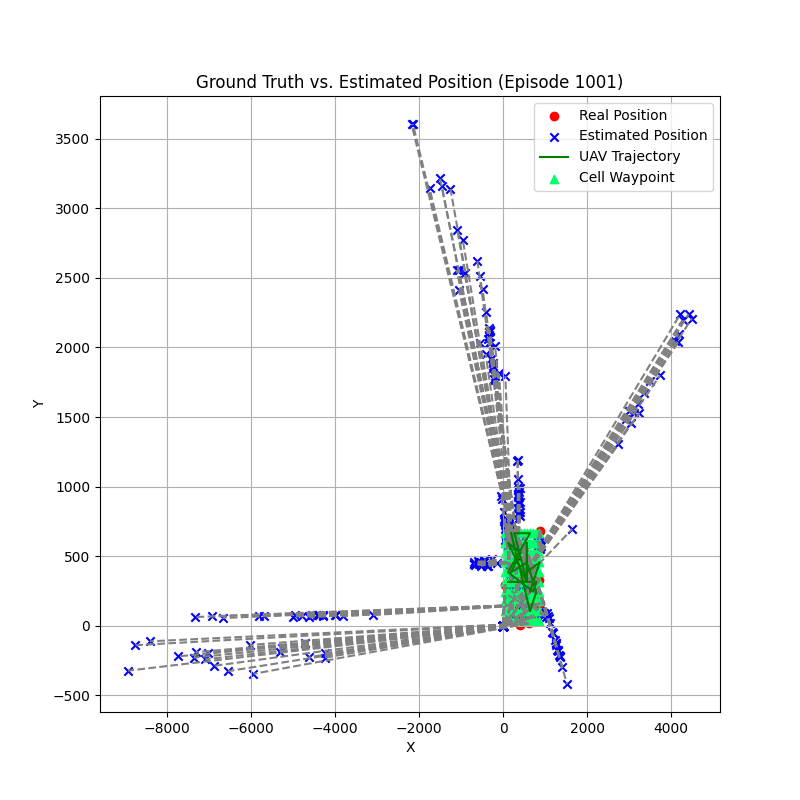 Ground Truth vs. Estimated Position (Episode 1001)
Real Position
Estimated Position
UAV Trajectory
Cell Waypoint
3500
3000
2500
2000
1500
1000
500
0
−500
Y
−8000 −6000 −4000 −2000 0 2000 4000
X